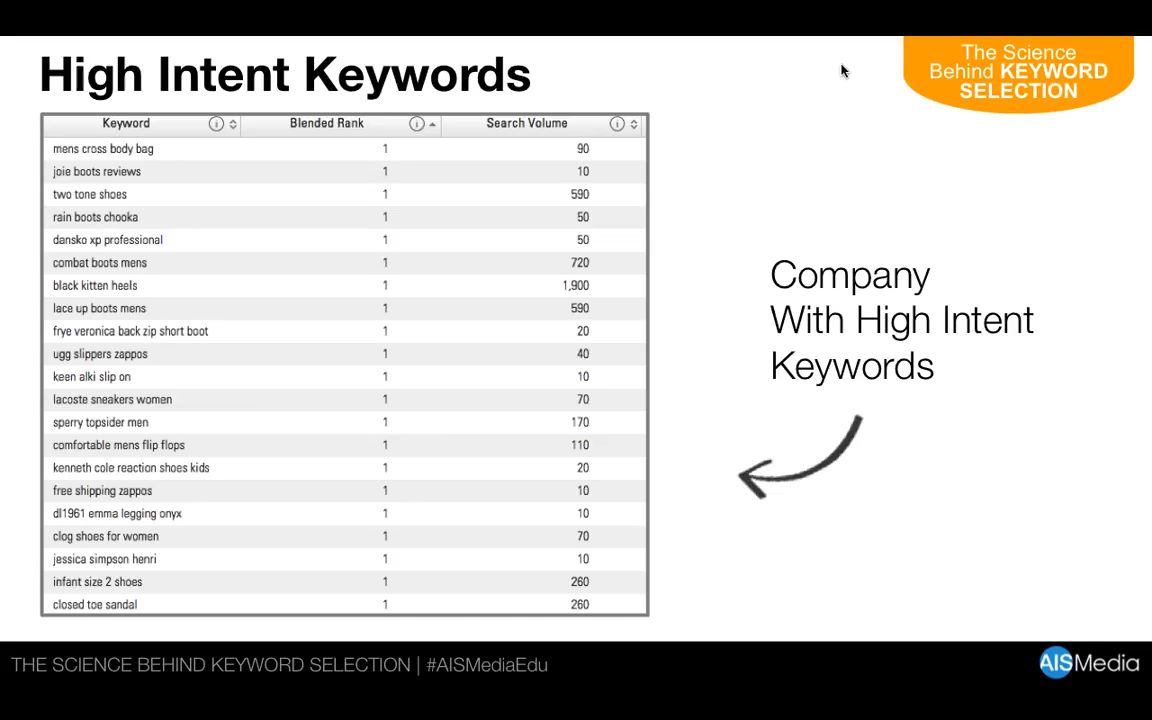 High Intent Keywords
The Science
Behind KEYWORD
SELECTION
Keyword Blended Rank Search Volume
mens cross body bag 1 90
joie boots reviews 1 10
two tone shoes 1 590
rain boots chooka 1 50
dansko xp professional 1 50
combat boots mens 1 720
black kitten heels 1 1,900
lace up boots mens 1 590
frye veronica back zip short boot 1 20
ugg slippers zappos 1 40
keen alki slip on 1 10
lacoste sneakers women 1 70
sperry topsider men 1 170
comfortable mens flip flops 1 110
kenneth cole reaction shoes kids 1 20
free shipping zappos 1 10
dl1961 emma legging onyx 1 10
clog shoes for women 1 70
jessica simpson henri 1 10
infant size 2 shoes 1 260
closed toe sandal 1 260
Company
With High Intent
Keywords
THE SCIENCE BEHIND KEYWORD SELECTION | #AISMediaEdu
AISMedia